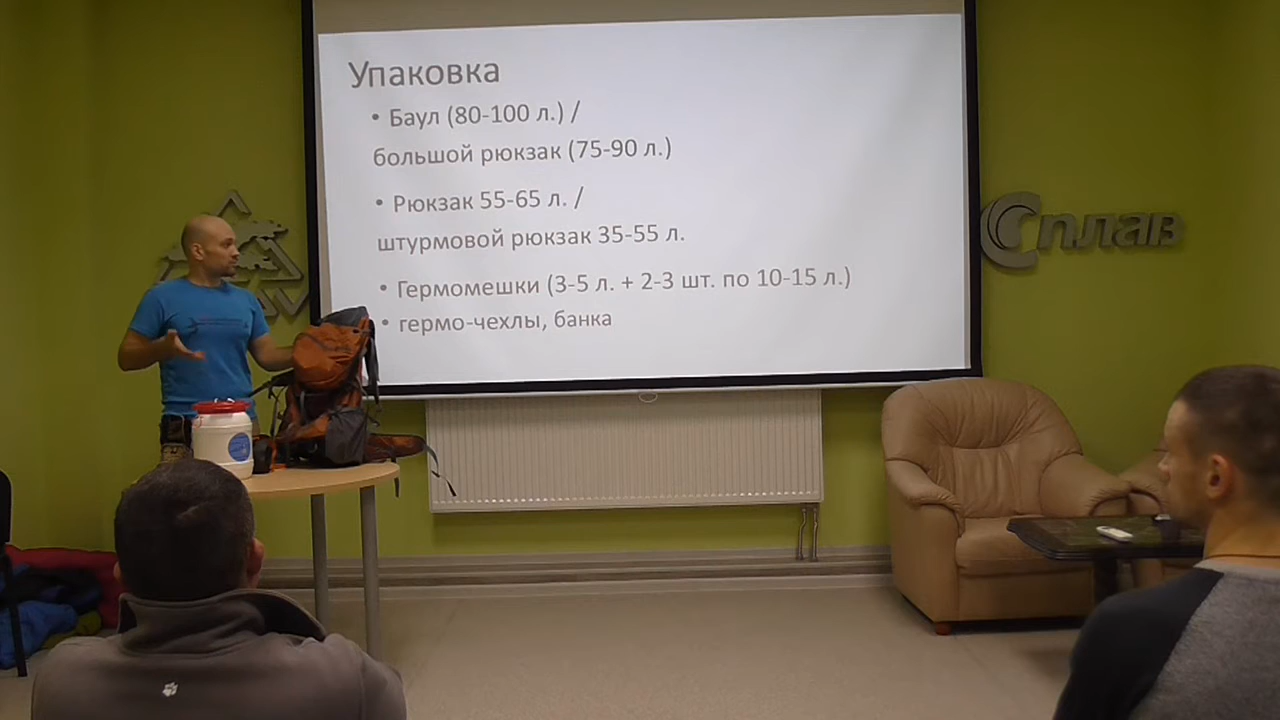 Упаковка
• Баул (80-100 л.) /
большой рюкзак (75-90 л.)
• Рюкзак 55-65 л. /
штурмовой рюкзак 35-55 л.
• Гермомешки (3-5 л. + 2-3 шт. по 10-15 л.)
• гермо-чехлы, банка
Сплав